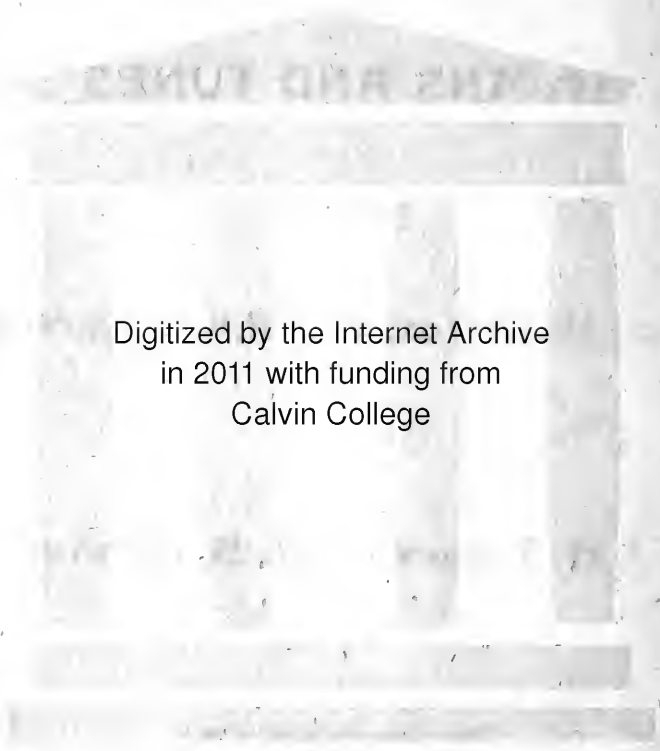 Digitized by the Internet Archive
in 2011 with funding from
Calvin College